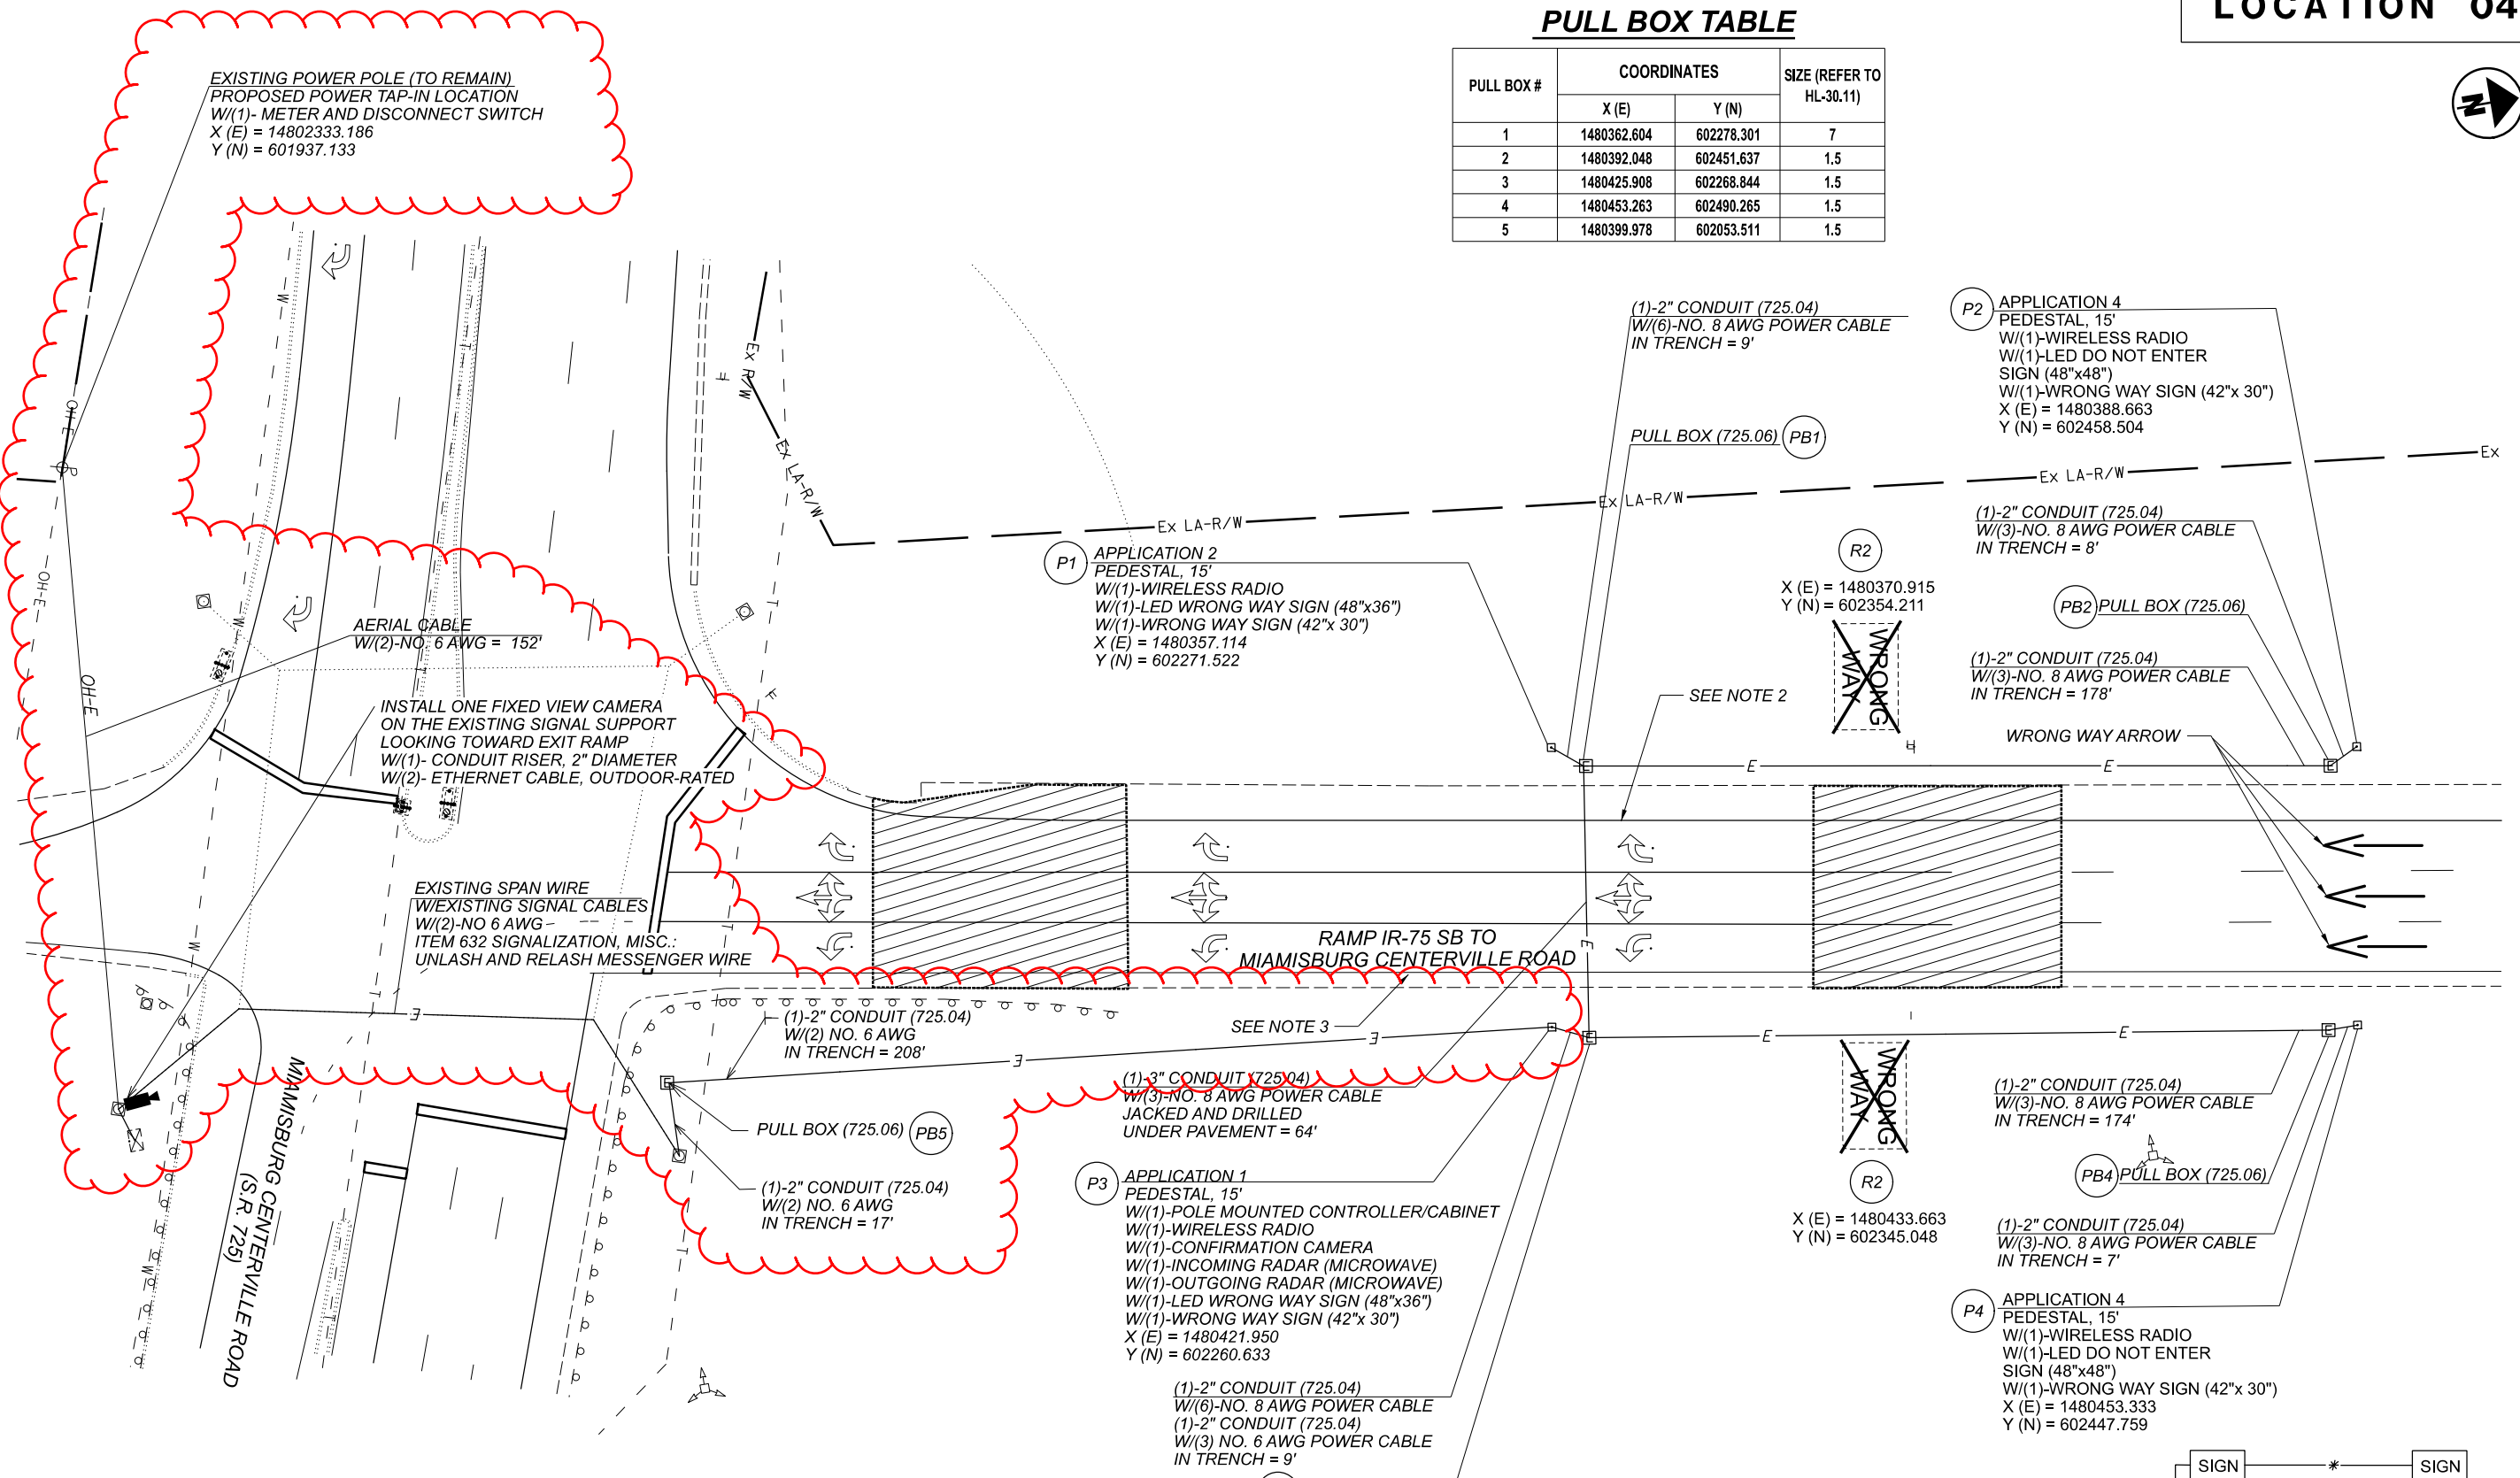 PULL BOX TABLE
LOCATION 04
PULL BOX #
COORDINATES
SIZE (REFER TO
HL-30.11)
X (E)
Y (N)
1 1480362.604 602278.301 7
2 1480392.048 602451.637 1.5
3 1480425.908 602268.844 1.5
4 1480453.263 602490.265 1.5
5 1480399.978 602053.511 1.5
N
EXISTING POWER POLE (TO REMAIN)
PROPOSED POWER TAP-IN LOCATION
W/(1)- METER AND DISCONNECT SWITCH
X (E) = 14802333.186
Y (N) = 601937.133
(1)-2" CONDUIT (725.04)
W/(6)-NO. 8 AWG POWER CABLE
IN TRENCH = 9'
P2
APPLICATION 4
PEDESTAL, 15'
W/(1)-WIRELESS RADIO
W/(1)-LED DO NOT ENTER
SIGN (48"x48")
W/(1)-WRONG WAY SIGN (42"x 30")
X (E) = 1480388.663
Y (N) = 602458.504
PULL BOX (725.06) PB1
Ex R/W
Ex LA-R/W
Ex LA-R/W
Ex LA-R/W
Ex LA-R/W
Ex
OH-E
P
OH-E
OH-E
P1
APPLICATION 2
PEDESTAL, 15'
W/(1)-WIRELESS RADIO
W/(1)-LED WRONG WAY SIGN (48"x36")
W/(1)-WRONG WAY SIGN (42"x 30")
X (E) = 1480357.114
Y (N) = 602271.522
(1)-2" CONDUIT (725.04)
W/(3)-NO. 8 AWG POWER CABLE
IN TRENCH = 8'
R2
X (E) = 1480370.915
Y (N) = 602354.211
WRONG
WAY
PB2 PULL BOX (725.06)
(1)-2" CONDUIT (725.04)
W/(3)-NO. 8 AWG POWER CABLE
IN TRENCH = 178'
SEE NOTE 2
WRONG WAY ARROW
AERIAL CABLE
W/(2)-NO. 6 AWG = 152'
INSTALL ONE FIXED VIEW CAMERA
ON THE EXISTING SIGNAL SUPPORT
LOOKING TOWARD EXIT RAMP
W/(1)- CONDUIT RISER, 2" DIAMETER
W/(2)- ETHERNET CABLE, OUTDOOR-RATED
E
E
E
E
EXISTING SPAN WIRE
W/EXISTING SIGNAL CABLES
W/(2)-NO 6 AWG
ITEM 632 SIGNALIZATION, MISC.:
UNLASH AND RELASH MESSENGER WIRE
RAMP IR-75 SB TO
MIAMISBURG CENTERVILLE ROAD
E
(1)-2" CONDUIT (725.04)
W/(2) NO. 6 AWG
IN TRENCH = 208'
SEE NOTE 3
E
E
E
E
E
E
E
E
E
(1)-3" CONDUIT (725.04)
W/(3)-NO. 8 AWG POWER CABLE
JACKED AND DRILLED
UNDER PAVEMENT = 64'
WRONG
WAY
R2
X (E) = 1480433.663
Y (N) = 602345.048
(1)-2" CONDUIT (725.04)
W/(3)-NO. 8 AWG POWER CABLE
IN TRENCH = 174'
PULL BOX (725.06) PB5
(1)-2" CONDUIT (725.04)
W/(2) NO. 6 AWG
IN TRENCH = 17'
MIAMISBURG CENTERVILLE ROAD
(S.R. 725)
PB4 PULL BOX (725.06)
P3
APPLICATION 1
PEDESTAL, 15'
W/(1)-POLE MOUNTED CONTROLLER/CABINET
W/(1)-WIRELESS RADIO
W/(1)-CONFIRMATION CAMERA
W/(1)-INCOMING RADAR (MICROWAVE)
W/(1)-OUTGOING RADAR (MICROWAVE)
W/(1)-LED WRONG WAY SIGN (48"x36")
W/(1)-WRONG WAY SIGN (42"x 30")
X (E) = 1480421.950
Y (N) = 602260.633
(1)-2" CONDUIT (725.04)
W/(3)-NO. 8 AWG POWER CABLE
IN TRENCH = 7'
P4
APPLICATION 4
PEDESTAL, 15'
W/(1)-WIRELESS RADIO
W/(1)-LED DO NOT ENTER
SIGN (48"x48")
W/(1)-WRONG WAY SIGN (42"x 30")
X (E) = 1480453.333
Y (N) = 602447.759
(1)-2" CONDUIT (725.04)
W/(6)-NO. 8 AWG POWER CABLE
(1)-2" CONDUIT (725.04)
W/(3) NO. 6 AWG POWER CABLE
IN TRENCH = 9'
SIGN * SIGN